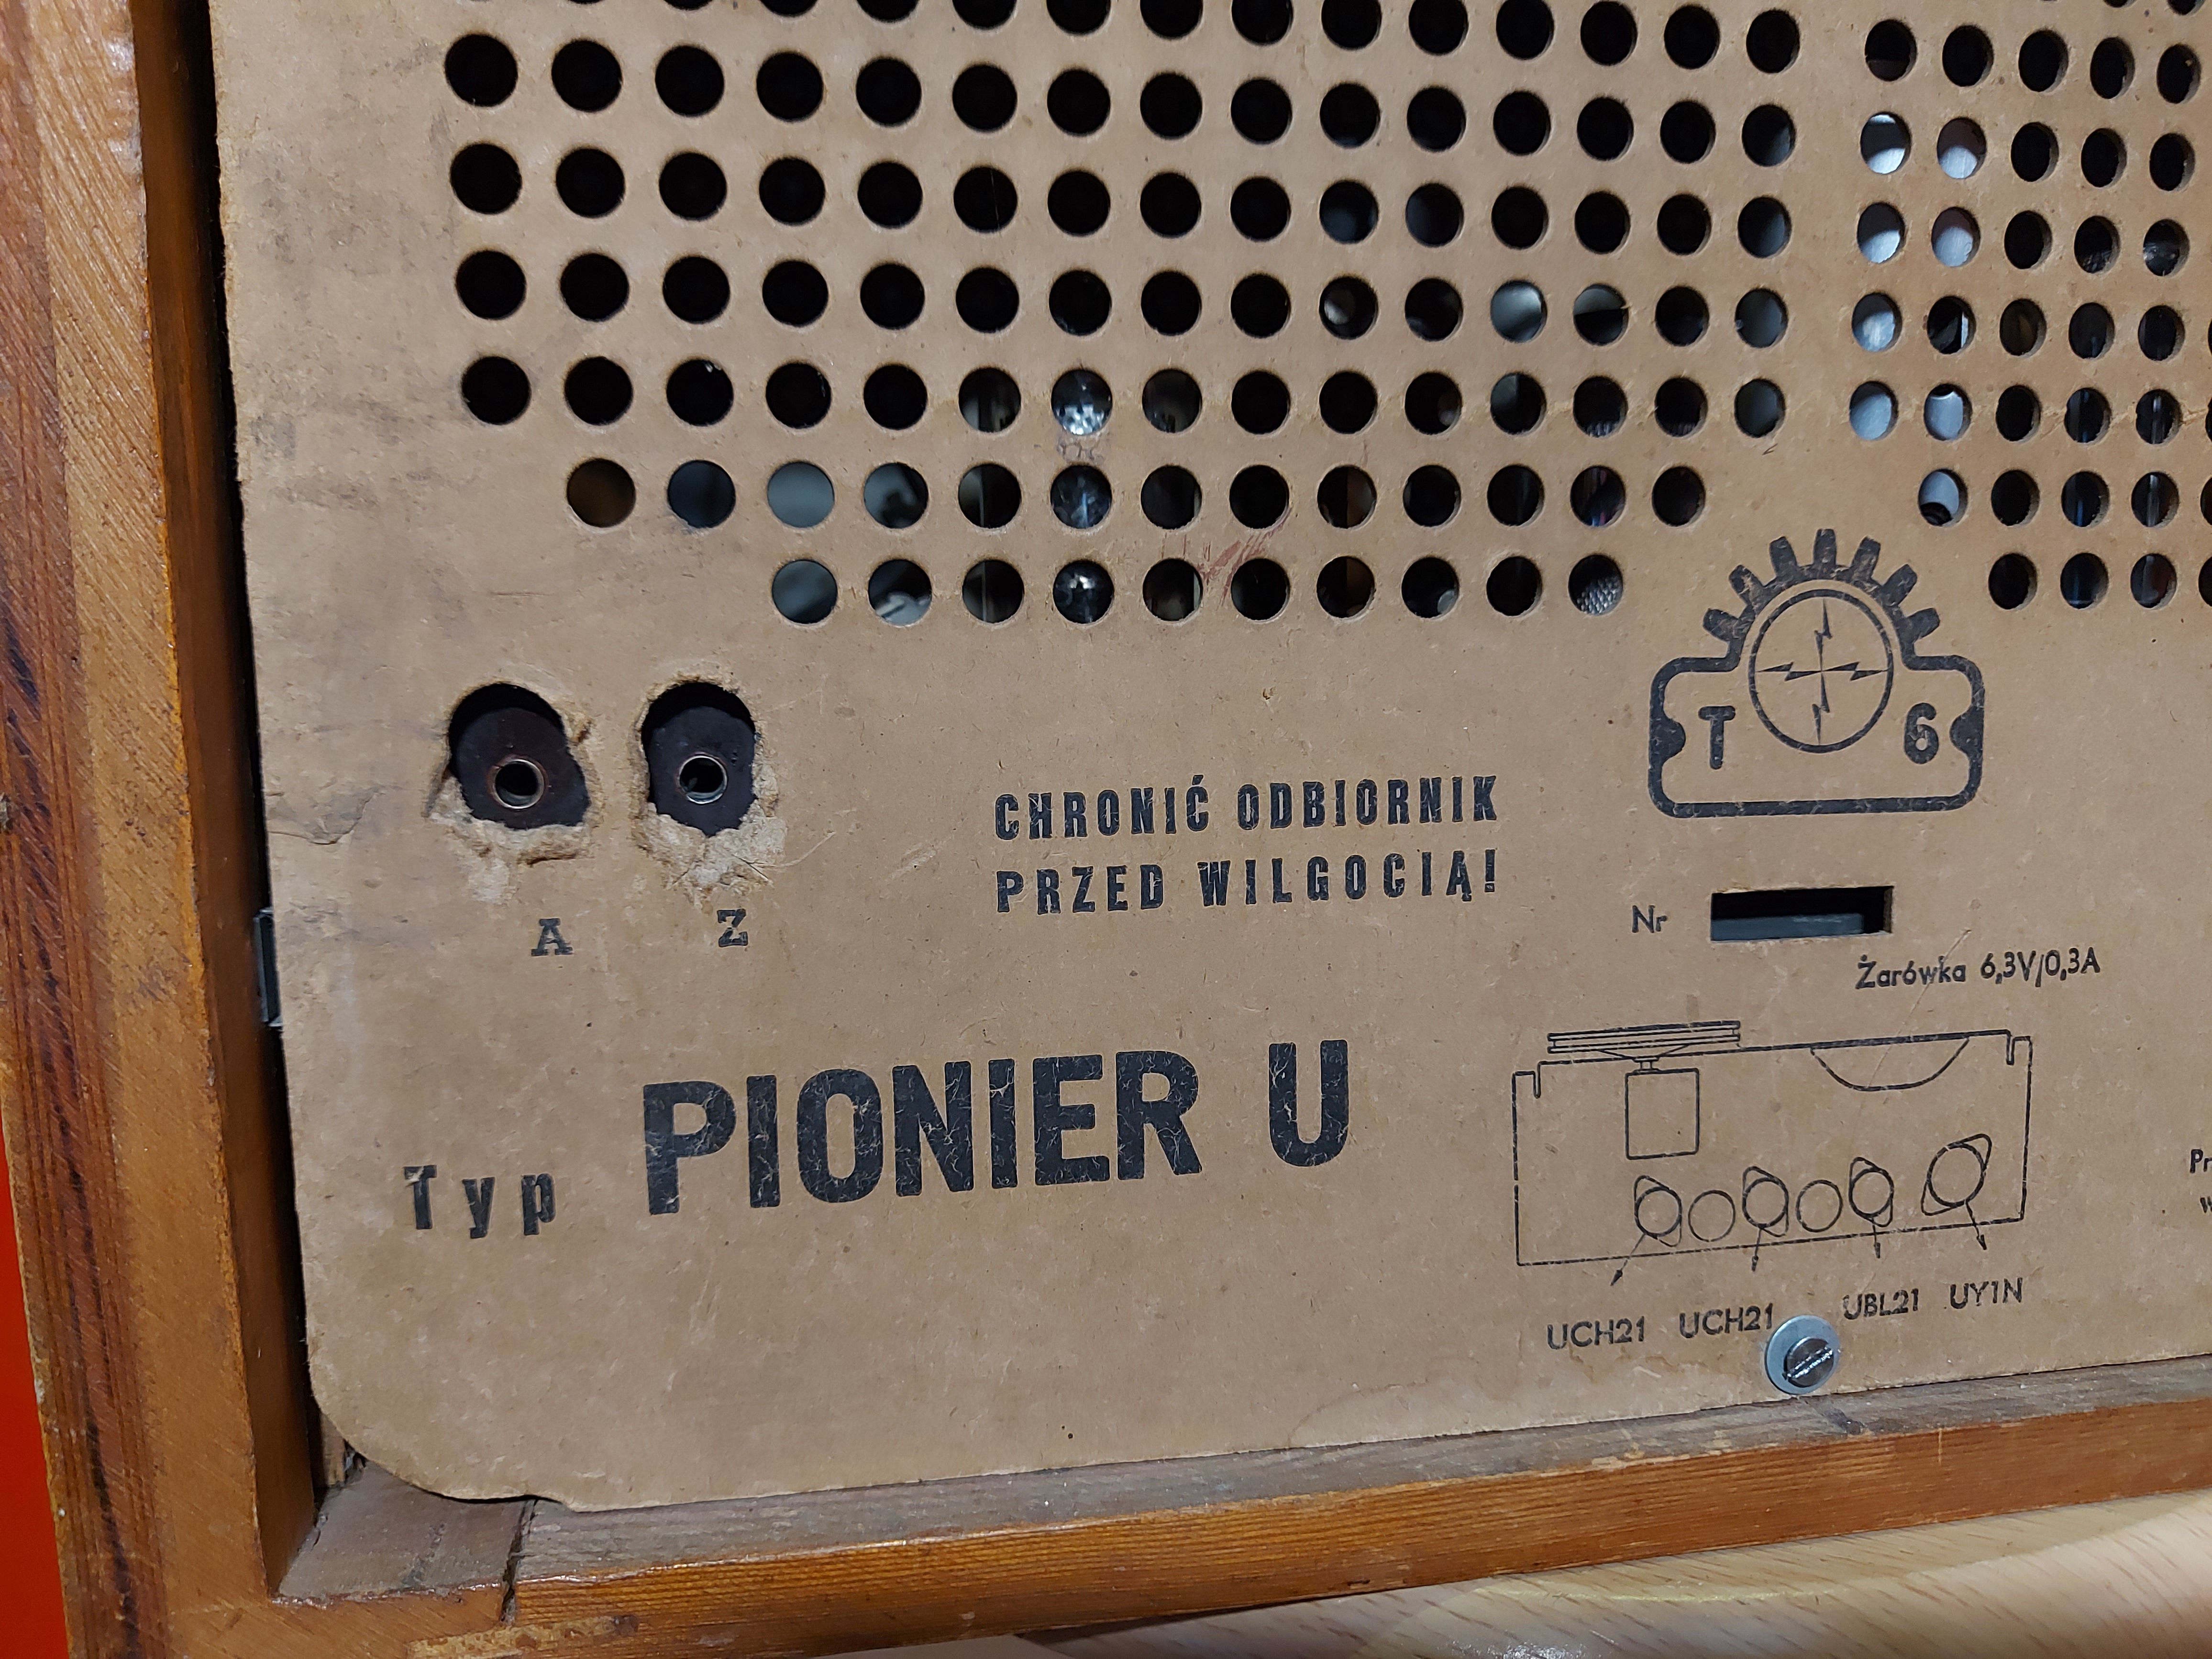 T 6
CHRONIĆ ODBIORNIK
PRZED WILGOCIĄ!
A Z
Nr
Żarówka 6,3V/0,3A
Typ PIONIER U
UCH21 UCH21 UBL21 UY1N